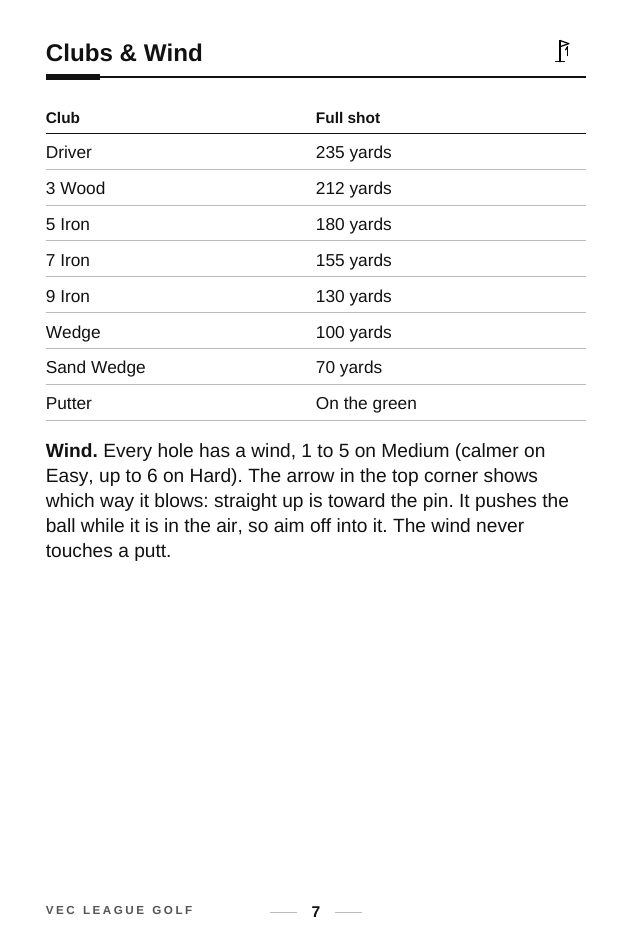 Clubs & Wind
1
Club Full shot
Driver 235 yards
3 Wood 212 yards
5 Iron 180 yards
7 Iron 155 yards
9 Iron 130 yards
Wedge 100 yards
Sand Wedge 70 yards
Putter On the green
Wind. Every hole has a wind, 1 to 5 on Medium (calmer on
Easy, up to 6 on Hard). The arrow in the top corner shows
which way it blows: straight up is toward the pin. It pushes the
ball while it is in the air, so aim off into it. The wind never
touches a putt.
VEC LEAGUE GOLF 7